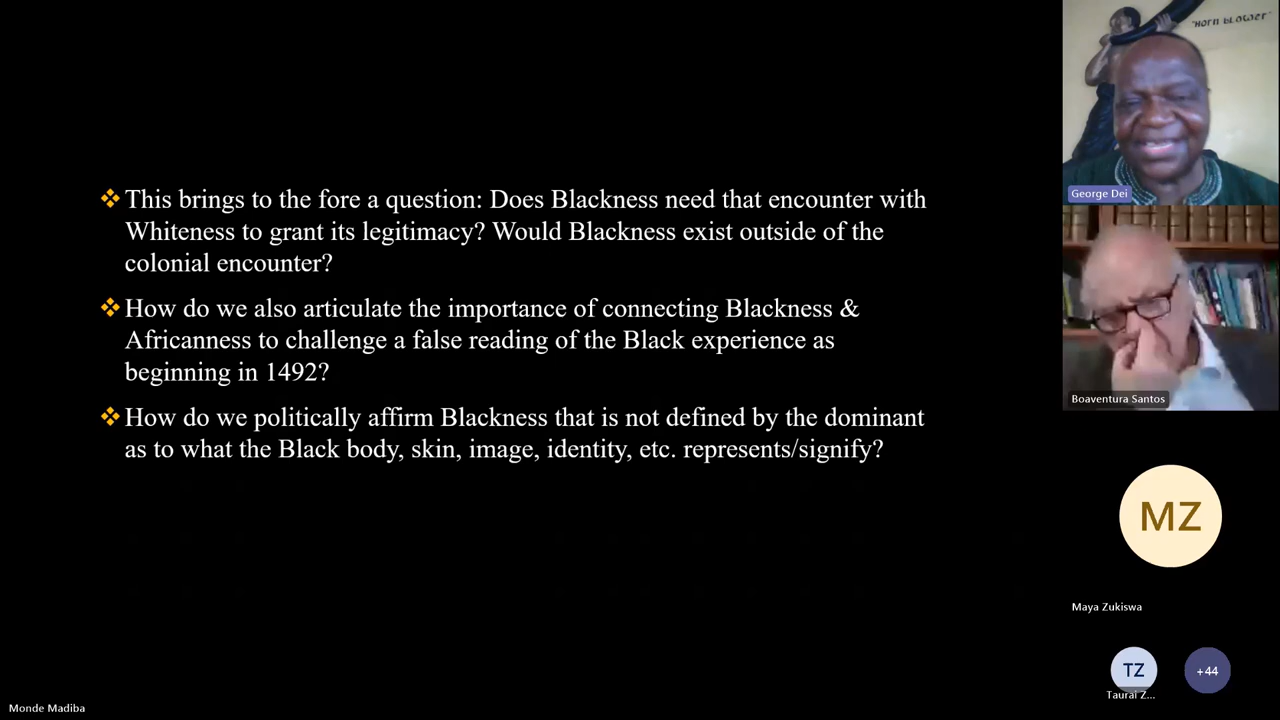 This brings to the fore a question: Does Blackness need that encounter with
Whiteness to grant its legitimacy? Would Blackness exist outside of the
colonial encounter?
How do we also articulate the importance of connecting Blackness &
Africanness to challenge a false reading of the Black experience as
beginning in 1492?
How do we politically affirm Blackness that is not defined by the dominant
as to what the Black body, skin, image, identity, etc. represents/signify?
"HORN BLOWER"
George Dei
Boaventura Santos
MZ
Maya Zukiswa
TZ
+44
Taurai Z...
Monde Madiba